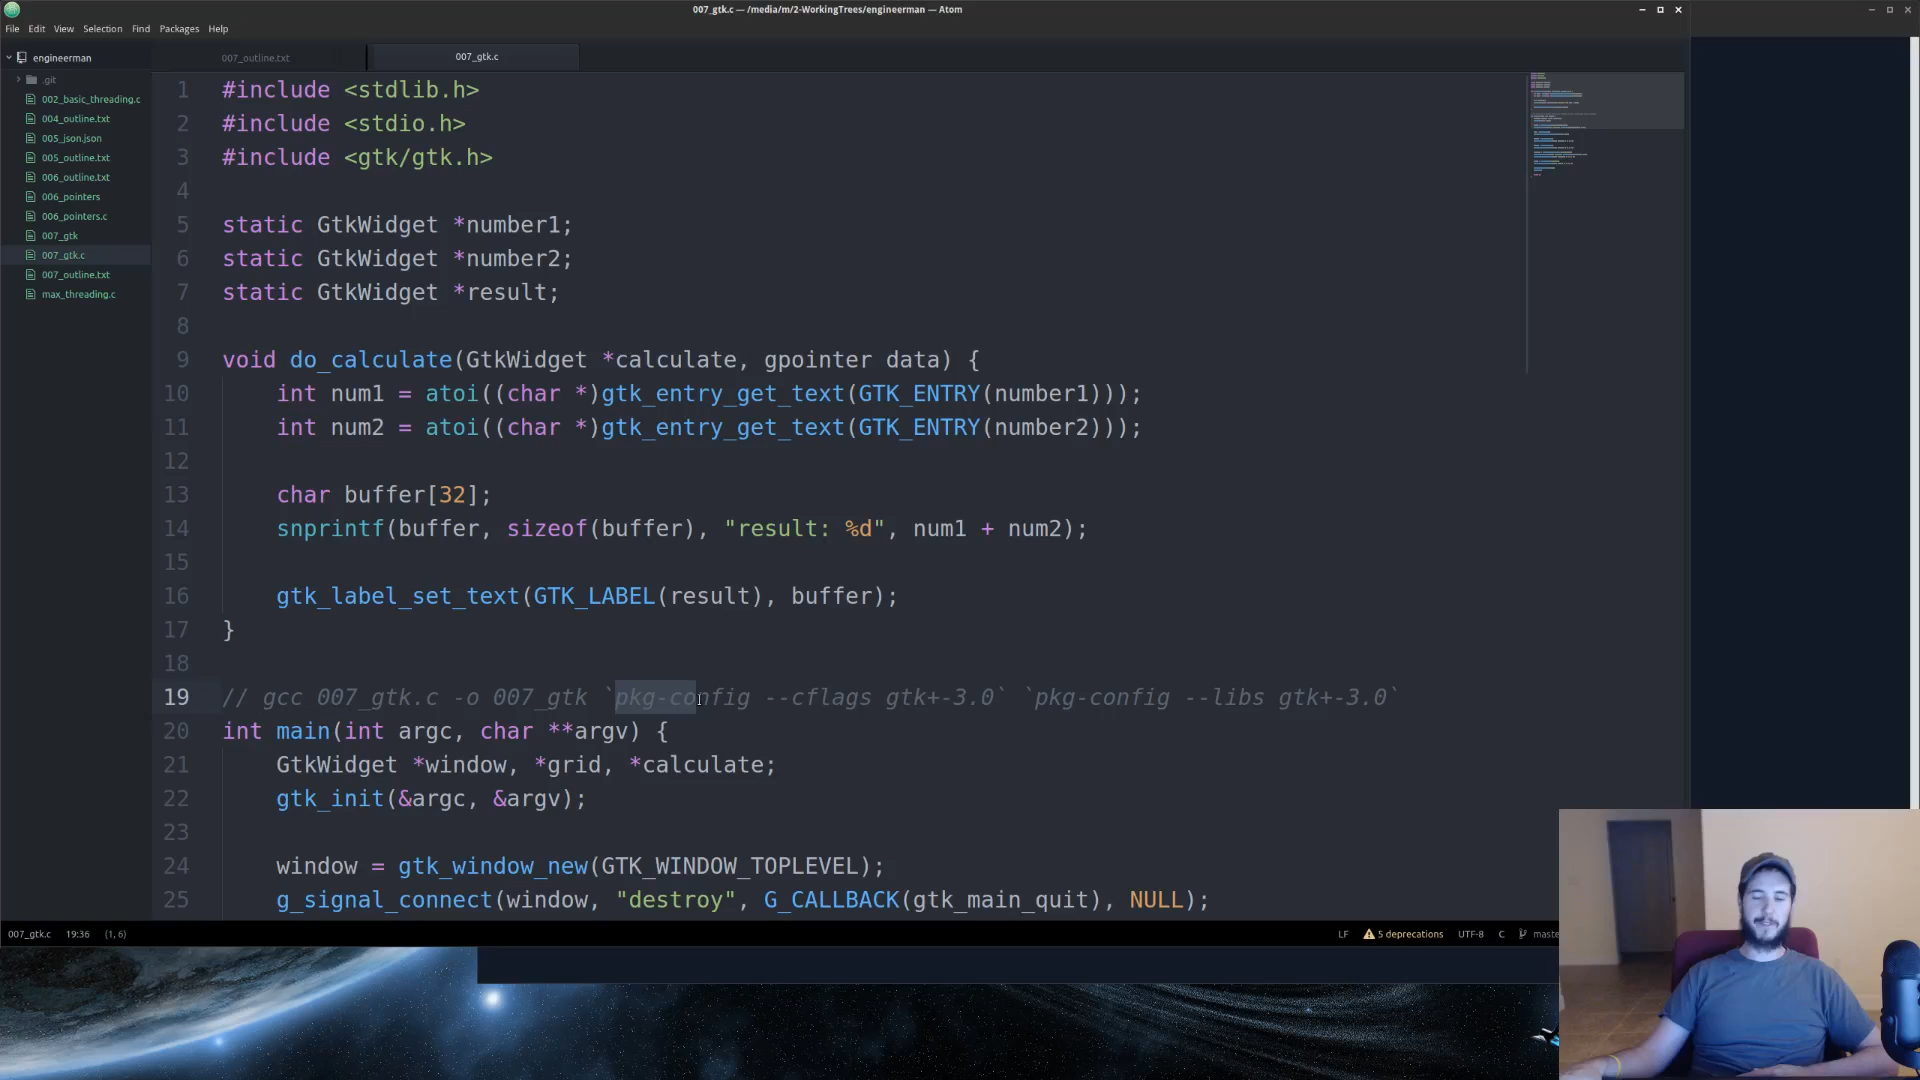 007_gtk.c — /media/m/2-WorkingTrees/engineerman — Atom
File Edit View Selection Find Packages Help
engineerman
.git
002_basic_threading.c
004_outline.txt
005_json.json
005_outline.txt
006_outline.txt
006_pointers
006_pointers.c
007_gtk
007_gtk.c
007_outline.txt
max_threading.c
007_outline.txt 007_gtk.c
1 #include <stdlib.h>
2 #include <stdio.h>
3 #include <gtk/gtk.h>
4
5 static GtkWidget *number1;
6 static GtkWidget *number2;
7 static GtkWidget *result;
8
9 void do_calculate(GtkWidget *calculate, gpointer data) {
10 int num1 = atoi((char *)gtk_entry_get_text(GTK_ENTRY(number1)));
11 int num2 = atoi((char *)gtk_entry_get_text(GTK_ENTRY(number2)));
12
13 char buffer[32];
14 snprintf(buffer, sizeof(buffer), "result: %d", num1 + num2);
15
16 gtk_label_set_text(GTK_LABEL(result), buffer);
17 }
18
19 // gcc 007_gtk.c -o 007_gtk `pkg-config --cflags gtk+-3.0` `pkg-config --libs gtk+-3.0`
20 int main(int argc, char **argv) {
21 GtkWidget *window, *grid, *calculate;
22 gtk_init(&argc, &argv);
23
24 window = gtk_window_new(GTK_WINDOW_TOPLEVEL);
25 g_signal_connect(window, "destroy", G_CALLBACK(gtk_main_quit), NULL);
007_gtk.c 19:36 (1, 6) LF 5 deprecations UTF-8 C maste